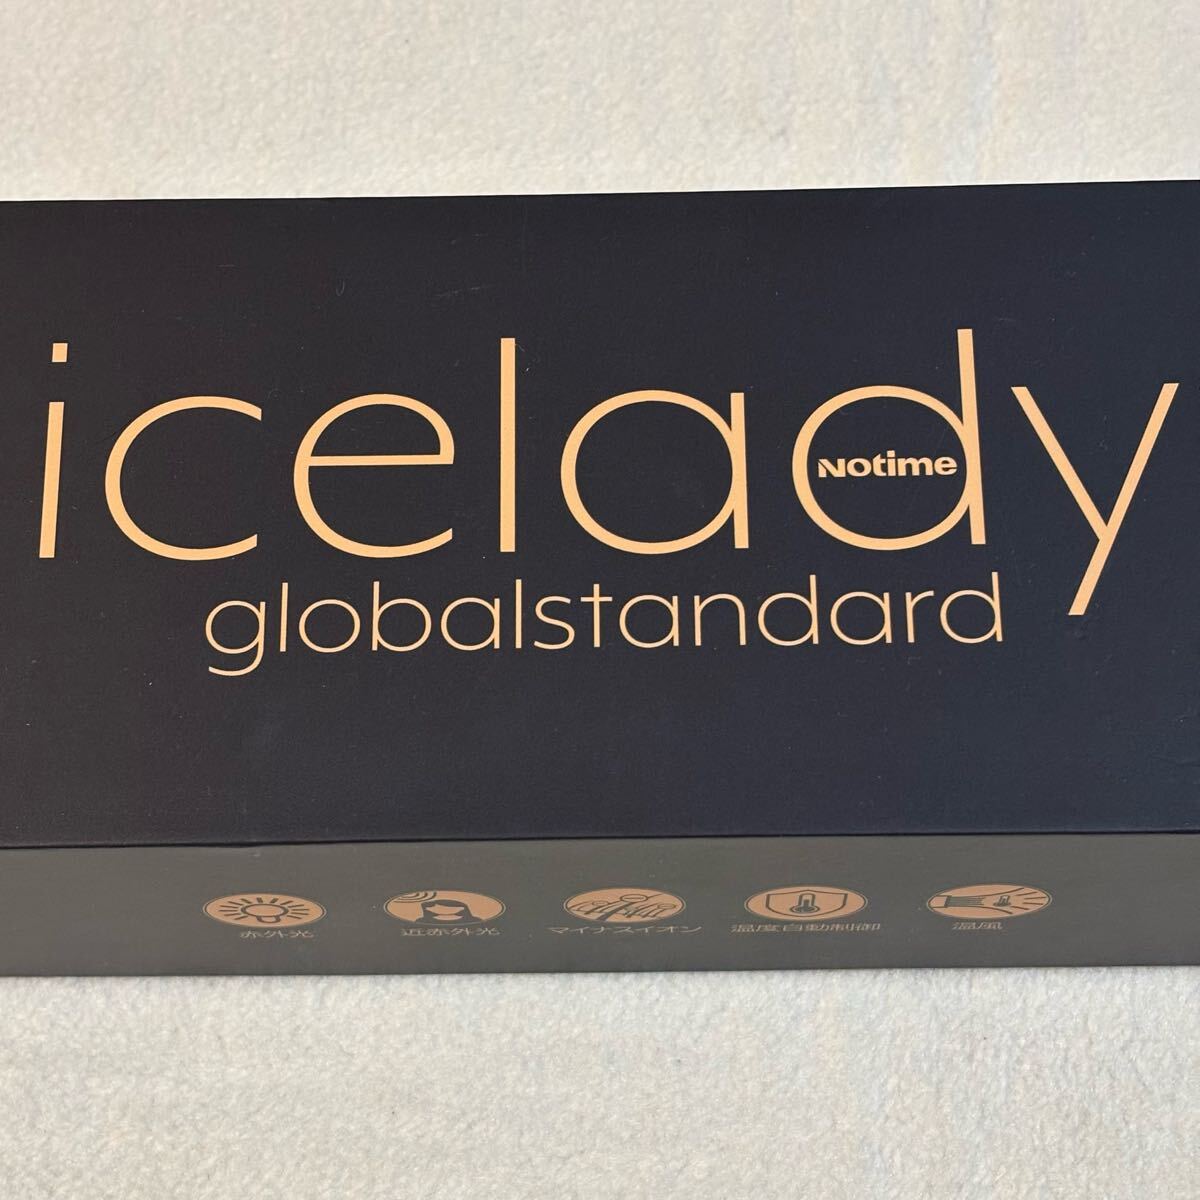 icelady
Notime
globalstandard
赤外光
近赤外光
マイナスイオン
温度自動制御
温風